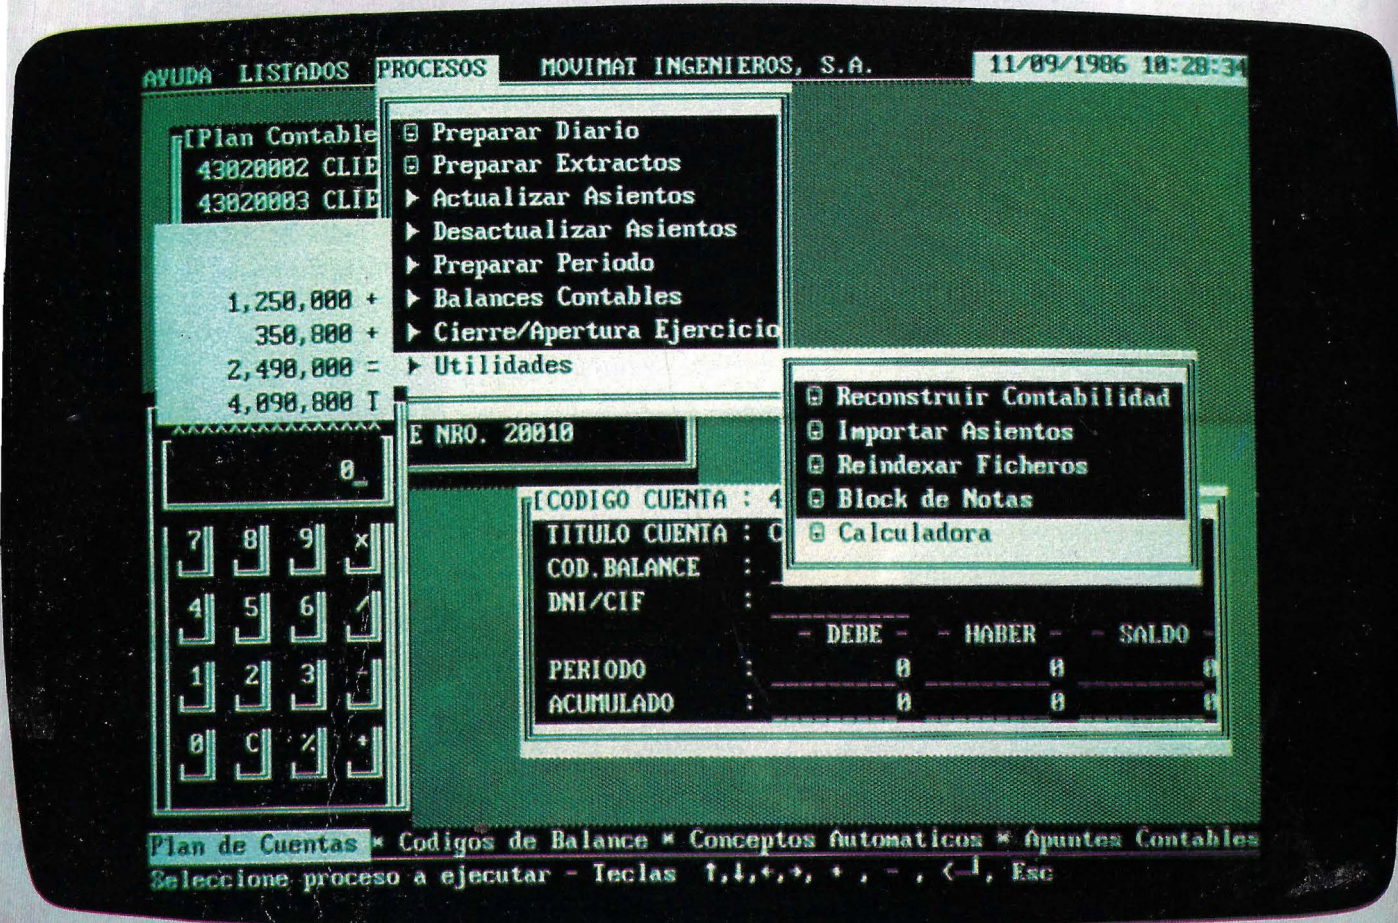 AYUDA LISTADOS PROCESOS MOVIMAT INGENIEROS, S.A. 11/09/1986 10:28:34
[Plan Contable
43020002 CLIE
43020003 CLIE
Preparar Diario
Preparar Extractos
Actualizar Asientos
Desactualizar Asientos
Preparar Periodo
Balances Contables
Cierre/Apertura Ejercicio
Utilidades
1,250,000 +
350,800 +
2,490,000 =
4,090,800 T
E NRO. 20010
0_
7 8 9 x
4 5 6 /
1 2 3 -
0 C % +
Reconstruir Contabilidad
Importar Asientos
Reindexar Ficheros
Block de Notas
Calculadora
[CODIGO CUENTA : 4
TITULO CUENTA : C
COD.BALANCE :
DNI/CIF :
- DEBE - - HABER - - SALDO -
PERIODO : 0 0 0
ACUMULADO : 0 0 0
Plan de Cuentas * Codigos de Balance * Conceptos Automaticos * Apuntes Contables
Seleccione proceso a ejecutar - Teclas ↑,↓,←,→, + , - , <─┘, Esc